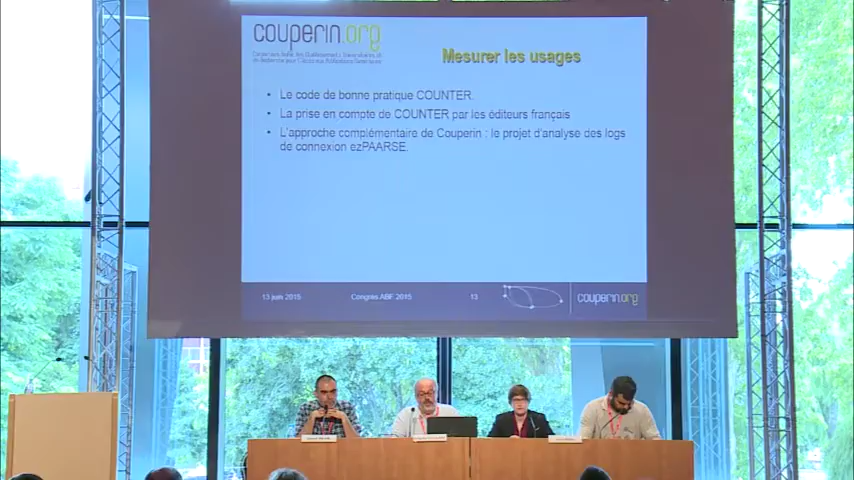 couperin.org
Mesurer les usages
• Le code de bonne pratique COUNTER.
• La prise en compte de COUNTER par les éditeurs français
• L'approche complémentaire de Couperin : le projet d'analyse des logs
de connexion ezPAARSE.
13 juin 2015
Congrès ABF 2015
13
couperin.org